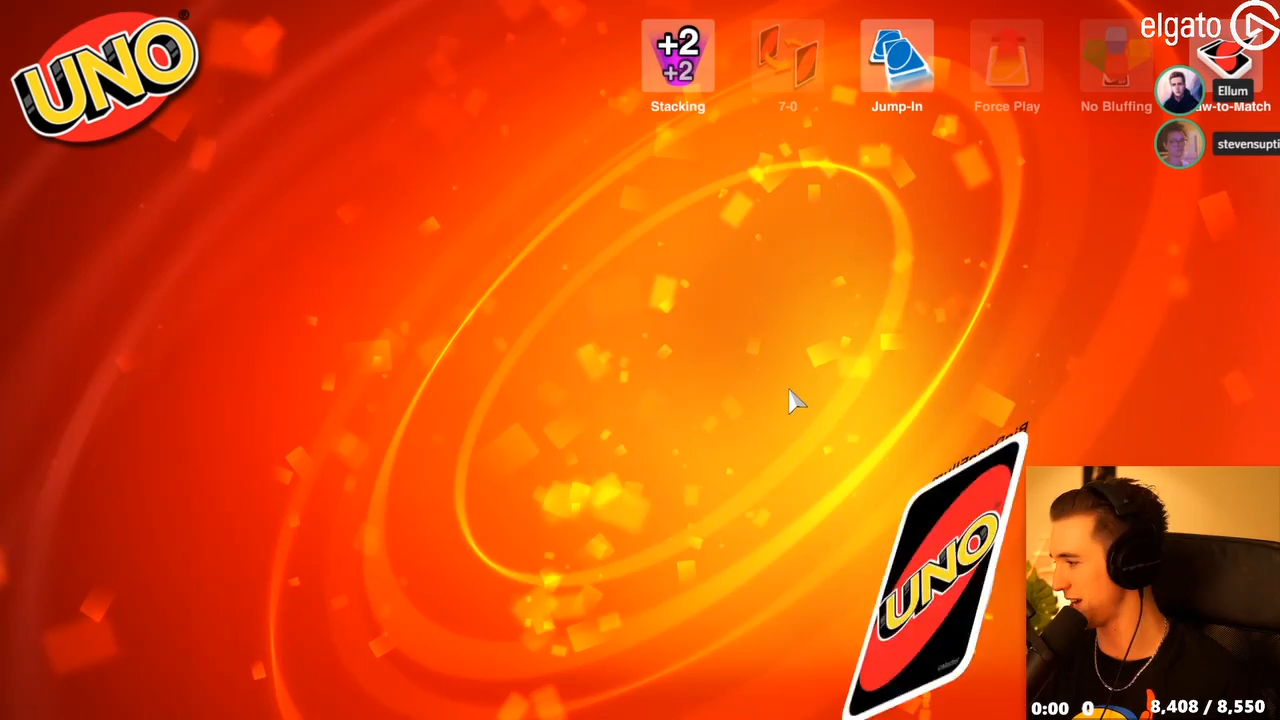 UNO
®
elgato
+2
+2
Stacking
7-0
Jump-In
Force Play
No Bluffing
aw-to-Match
Ellum
stevensupti
UNO
0:00 0 8,408 / 8,550